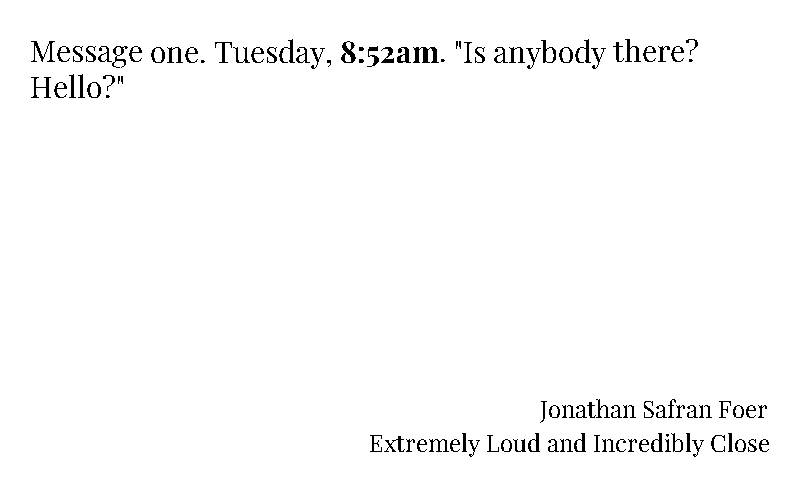 Message one. Tuesday, 8:52am. "Is anybody there?
Hello?"
Jonathan Safran Foer
Extremely Loud and Incredibly Close